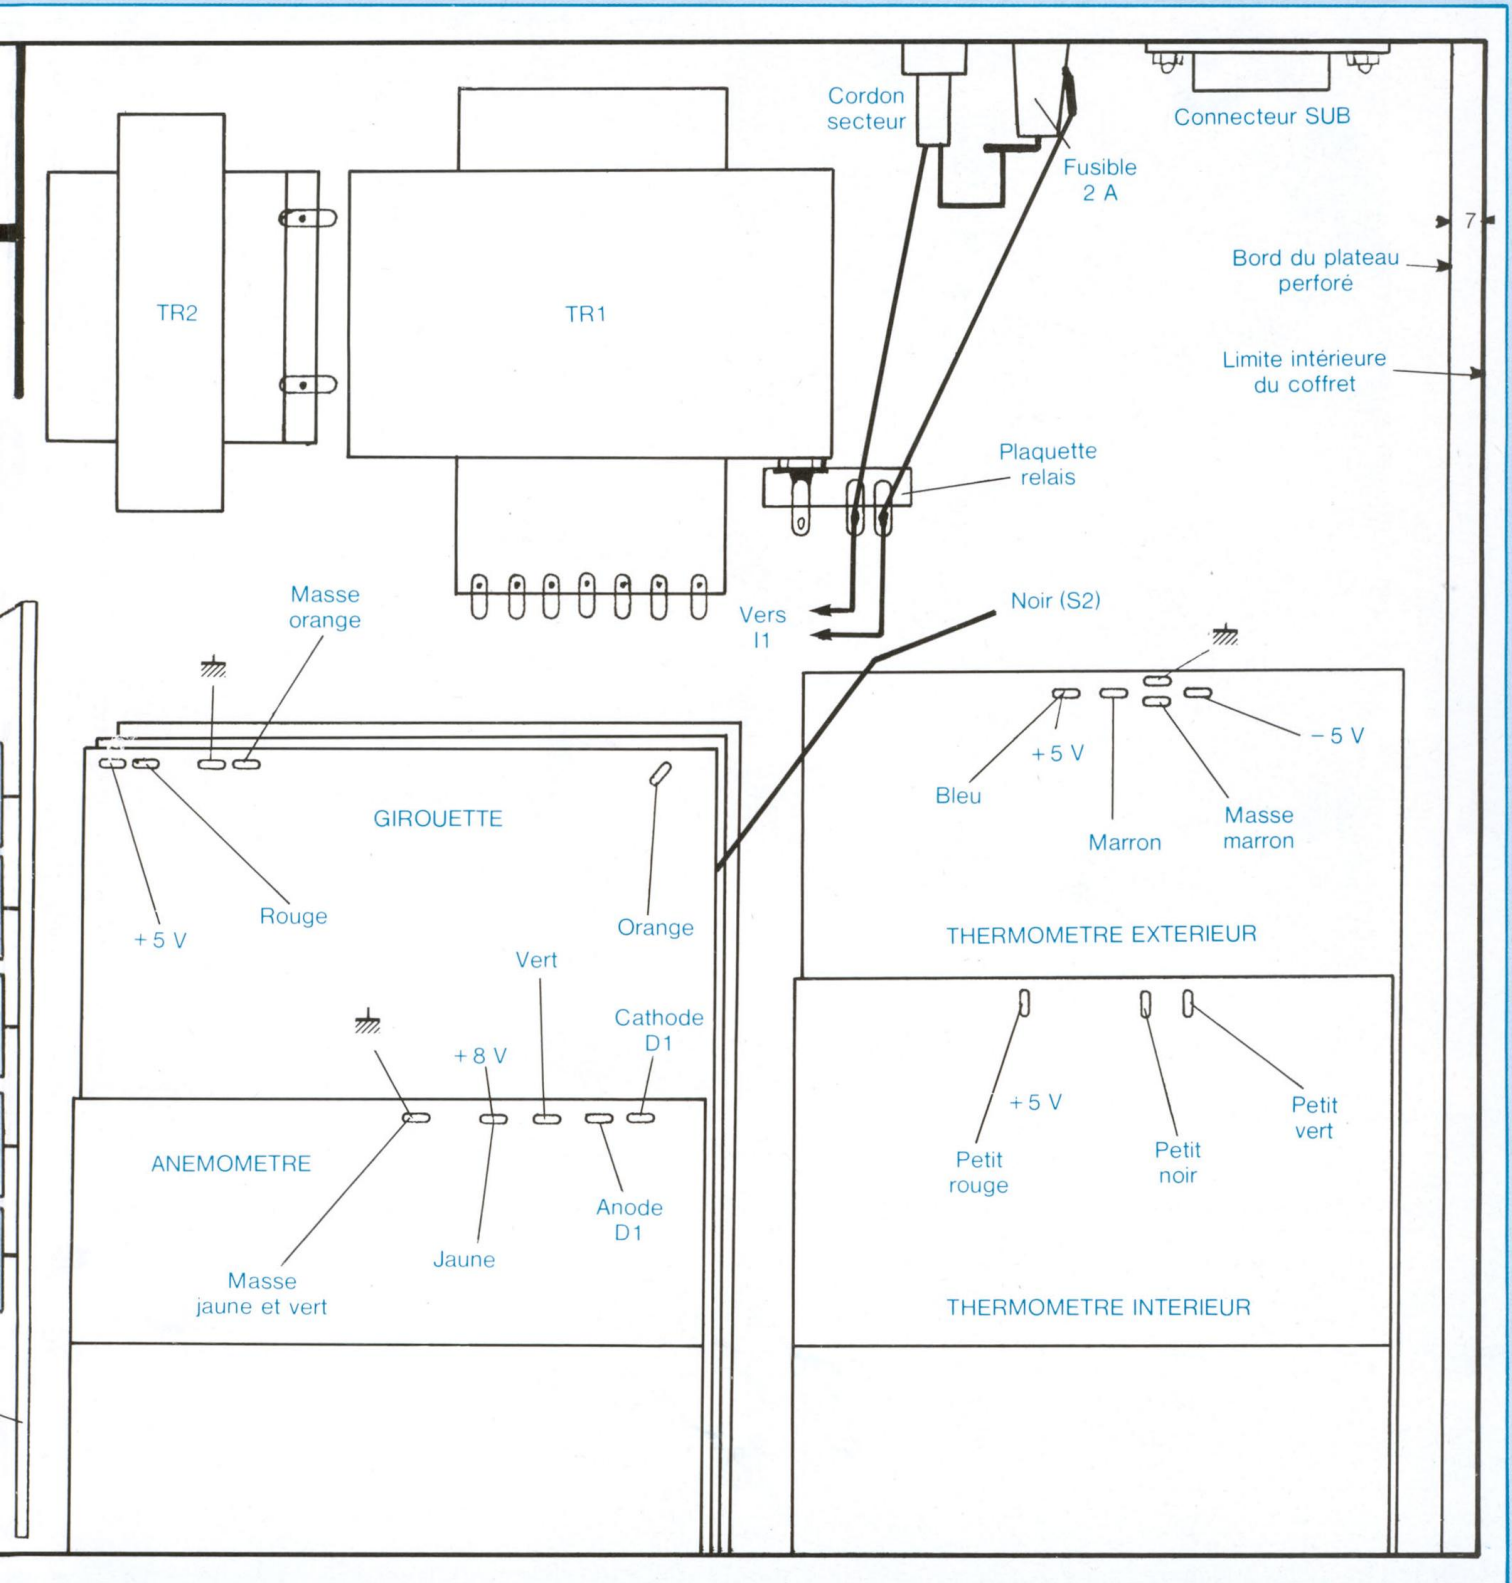 Cordon
secteur
Connecteur SUB
Fusible
2 A
7
Bord du plateau
perforé
TR2
TR1
Limite intérieure
du coffret
Plaquette
relais
Masse
orange
Vers
I1
Noir (S2)
+5 V
-5 V
Bleu
Marron
Masse
marron
GIROUETTE
Rouge
+5 V
Orange
THERMOMETRE EXTERIEUR
Vert
Cathode
D1
+8 V
+5 V
Petit
vert
Petit
noir
Petit
rouge
ANEMOMETRE
Anode
D1
Jaune
Masse
jaune et vert
THERMOMETRE INTERIEUR